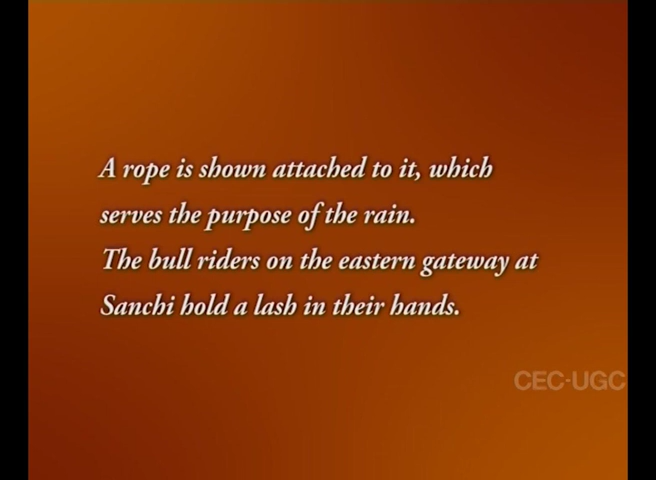 A rope is shown attached to it, which
serves the purpose of the rain.
The bull riders on the eastern gateway at
Sanchi hold a lash in their hands.
CEC-UGC